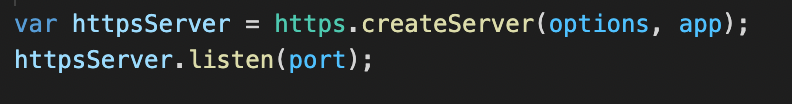 var httpsServer = https.createServer(options, app);
httpsServer.listen(port);